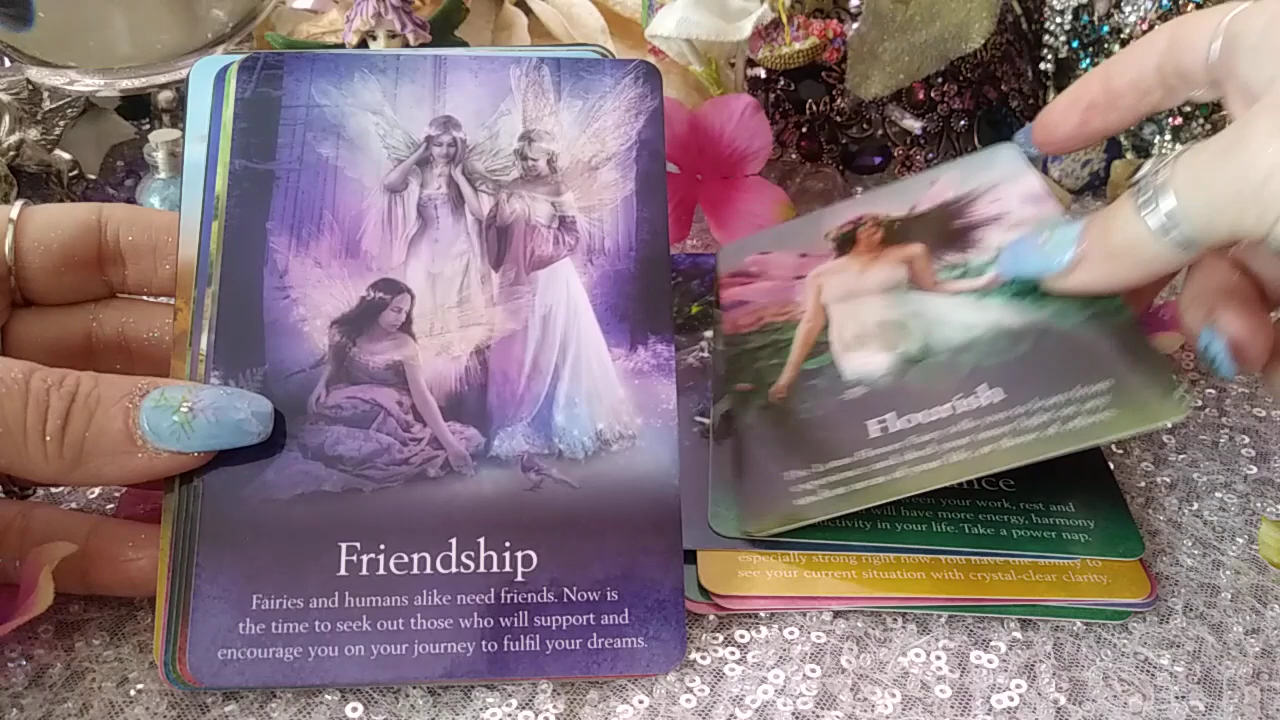 Friendship
Fairies and humans alike need friends. Now is
the time to seek out those who will support and
encourage you on your journey to fulfil your dreams.
Flourish
your work, rest and
will have more energy, harmony
in your life. Take a power nap.
especially strong right now. You have the ability to
see your current situation with crystal-clear clarity.